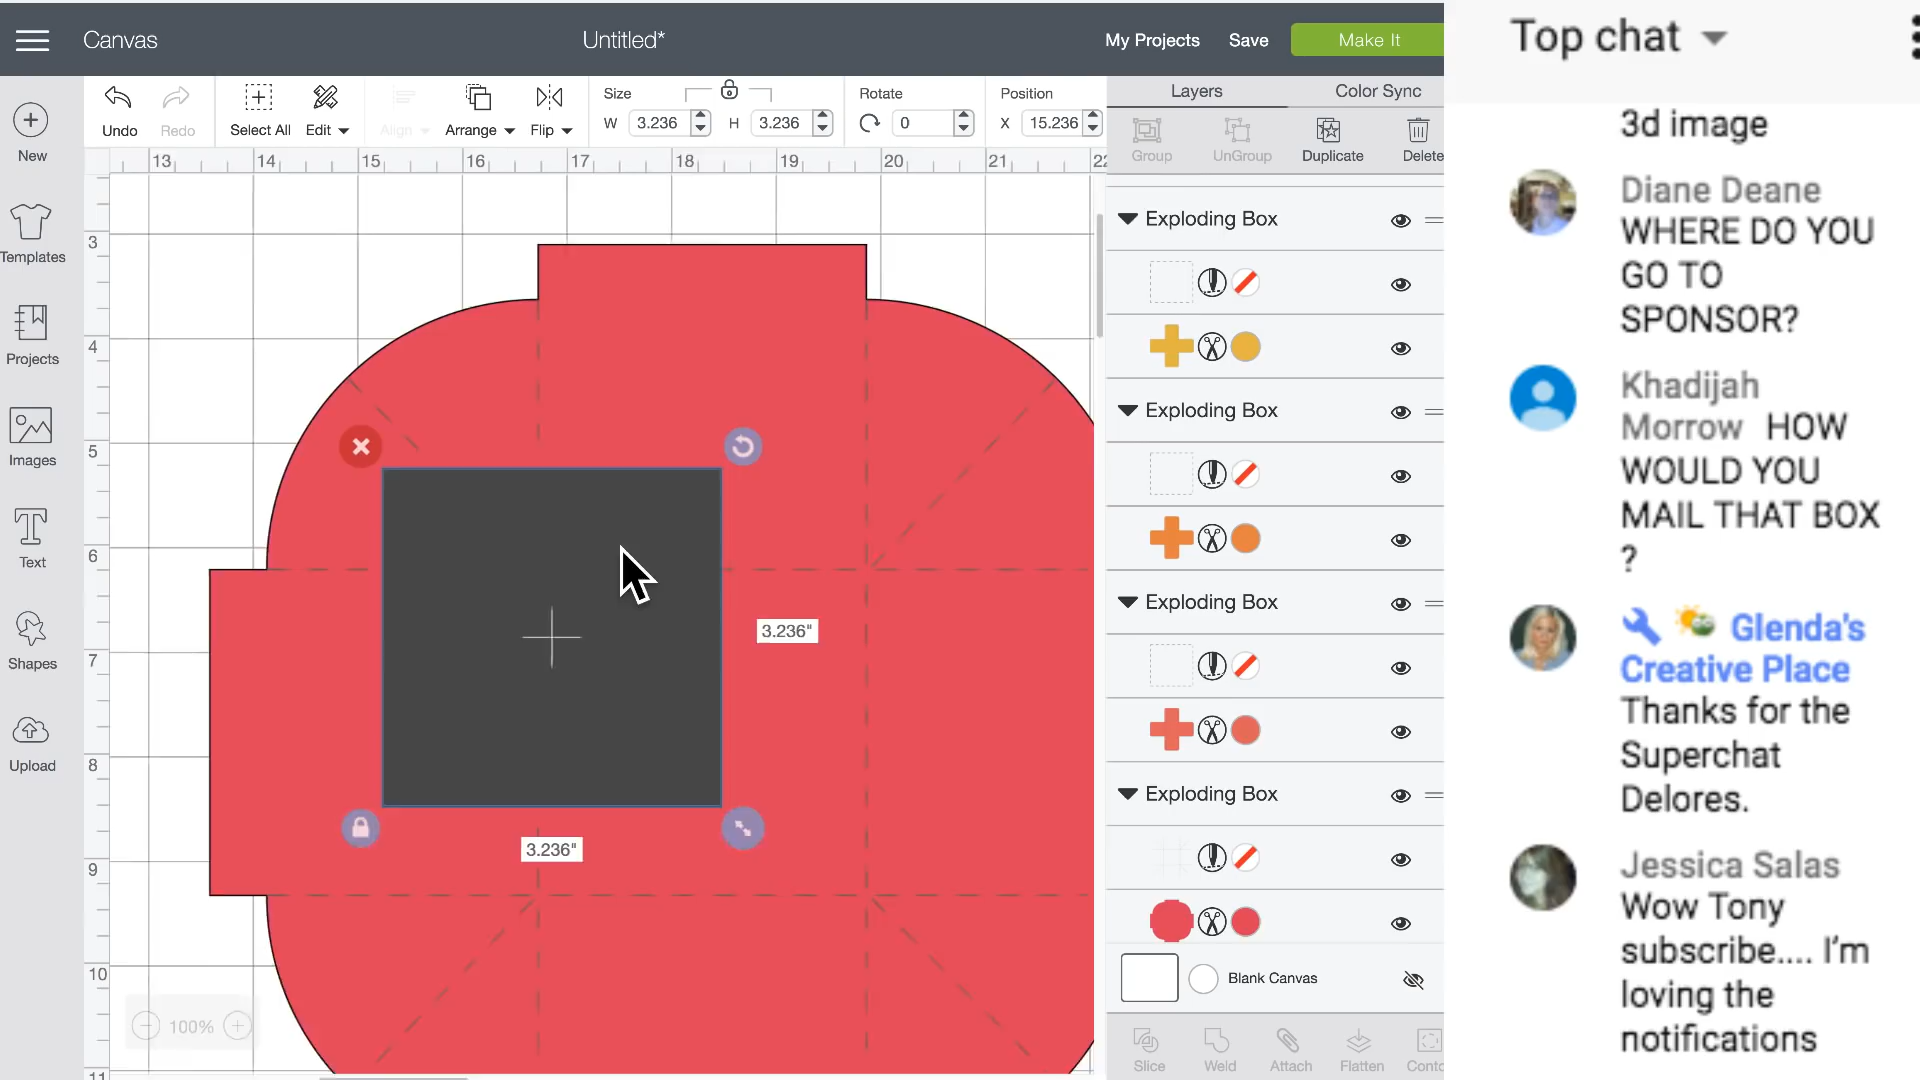 Canvas
Untitled*
My Projects
Save
Make It
Undo
Redo
Select All
Edit
Align
Arrange
Flip
Size
W 3.236
H 3.236
Rotate
0
Position
X 15.236
Layers
Color Sync
Group
UnGroup
Duplicate
Delete
New
Templates
Projects
Images
Text
Shapes
Upload
13 14 15 16 17 18 19 20 21 22
3
4
5
6
7
8
9
10
11
3.236"
3.236"
100%
Exploding Box
Exploding Box
Exploding Box
Exploding Box
Blank Canvas
Slice
Weld
Attach
Flatten
Conto
Top chat
3d image
Diane Deane
WHERE DO YOU
GO TO
SPONSOR?
Khadijah
Morrow HOW
WOULD YOU
MAIL THAT BOX
?
Glenda's
Creative Place
Thanks for the
Superchat
Delores.
Jessica Salas
Wow Tony
subscribe.... I'm
loving the
notifications